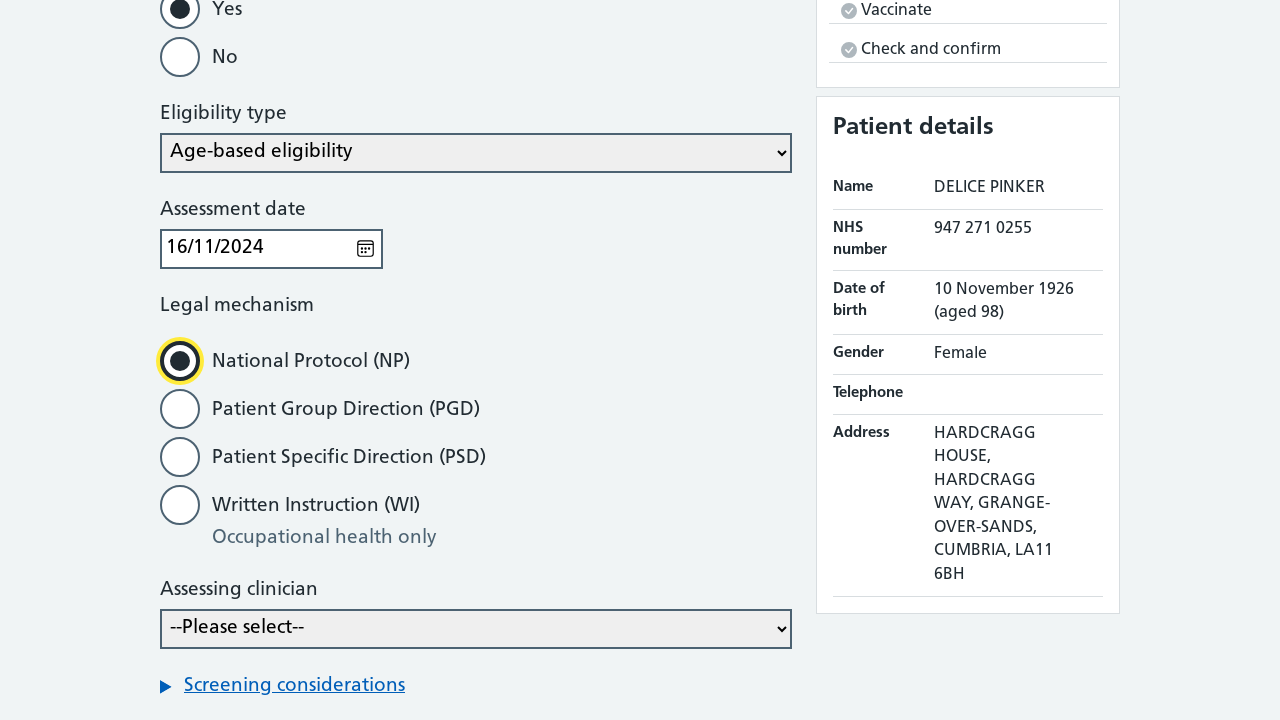 Yes
No
Eligibility type
Age-based eligibility
Assessment date
16/11/2024
Legal mechanism
National Protocol (NP)
Patient Group Direction (PGD)
Patient Specific Direction (PSD)
Written Instruction (WI)
Occupational health only
Assessing clinician
--Please select--
Screening considerations
Vaccinate
Check and confirm
Patient details
Name DELICE PINKER
NHS number 947 271 0255
Date of birth 10 November 1926
(aged 98)
Gender Female
Telephone
Address HARDCRAGG
HOUSE,
HARDCRAGG
WAY, GRANGE-
OVER-SANDS,
CUMBRIA, LA11
6BH